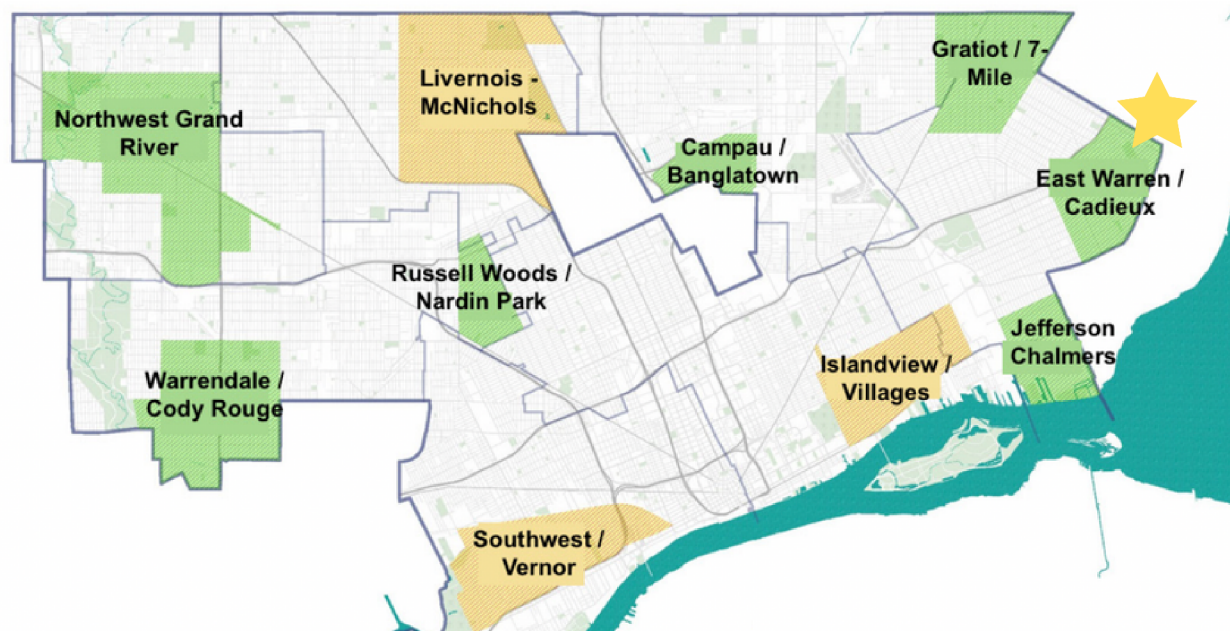 Livernois -
McNichols
Gratiot / 7-
Mile
Northwest Grand
River
Campau /
Banglatown
East Warren /
Cadieux
Russell Woods /
Nardin Park
Jefferson
Chalmers
Islandview /
Villages
Warrendale /
Cody Rouge
Southwest /
Vernor